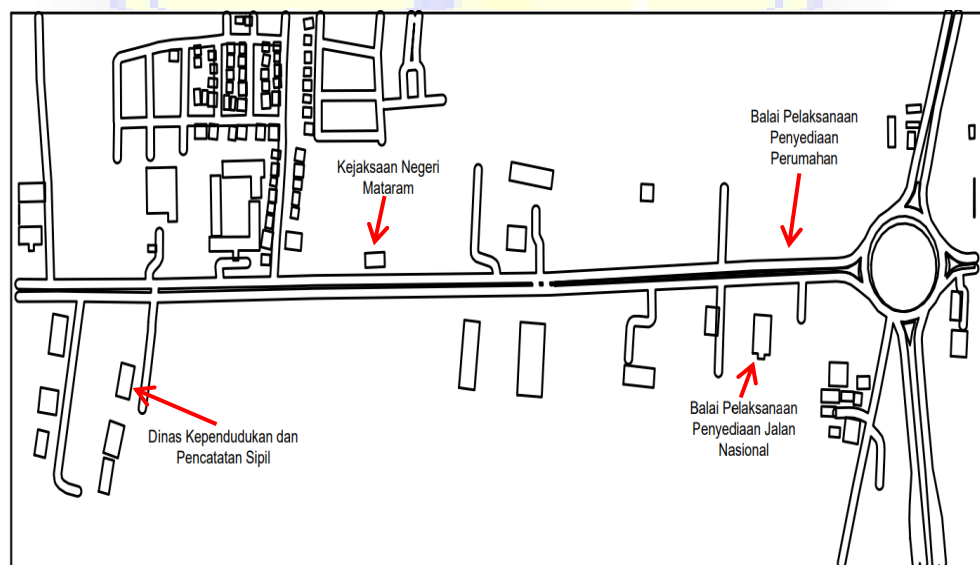 Balai Pelaksanaan
Penyediaan
Perumahan
Kejaksaan Negeri
Mataram
Balai Pelaksanaan
Penyediaan Jalan
Nasional
Dinas Kependudukan dan
Pencatatan Sipil